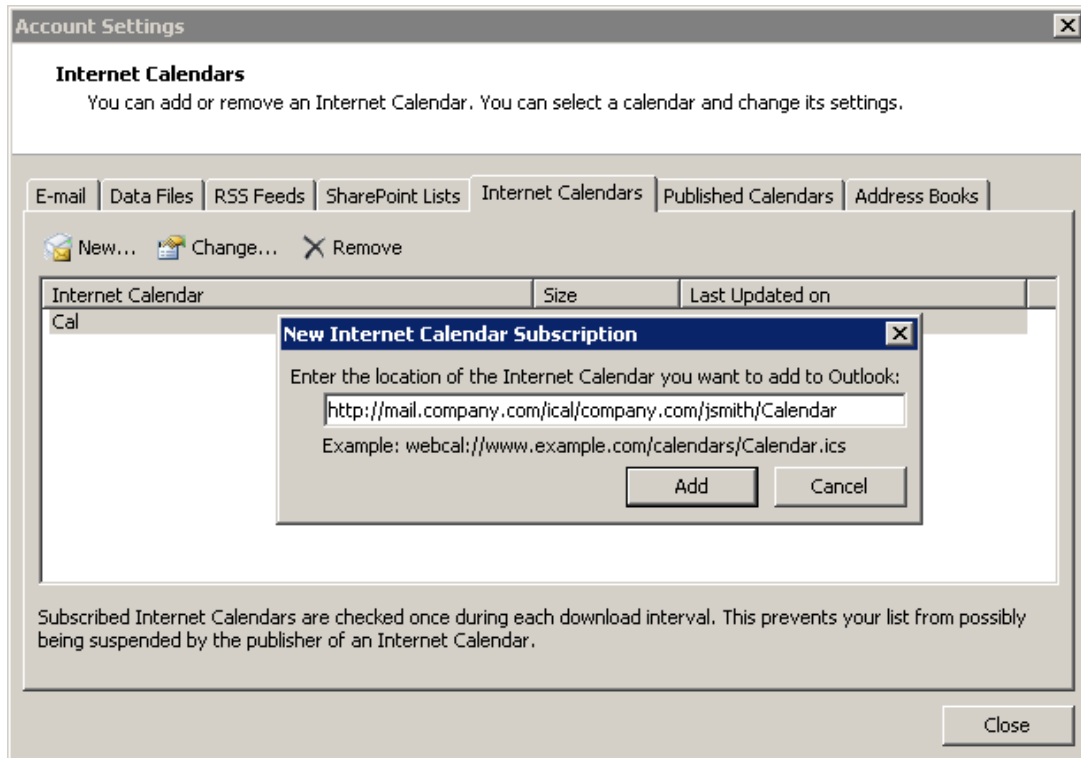 Account Settings
Internet Calendars
You can add or remove an Internet Calendar. You can select a calendar and change its settings.
E-mail Data Files RSS Feeds SharePoint Lists Internet Calendars Published Calendars Address Books
New... Change... Remove
Internet Calendar Size Last Updated on
Cal
New Internet Calendar Subscription
Enter the location of the Internet Calendar you want to add to Outlook:
http://mail.company.com/ical/company.com/jsmith/Calendar
Example: webcal://www.example.com/calendars/Calendar.ics
Add Cancel
Subscribed Internet Calendars are checked once during each download interval. This prevents your list from possibly
being suspended by the publisher of an Internet Calendar.
Close